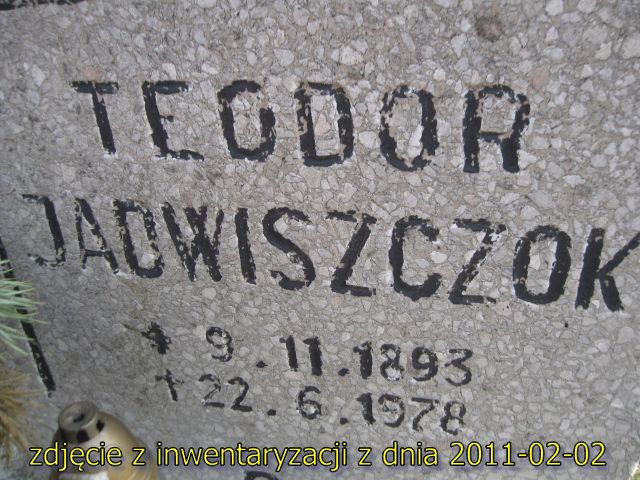 TEODOR
JADWISZCZOK
* 9.11.1893
† 22.6.1978
zdjęcie z inwentaryzacji z dnia 2011-02-02